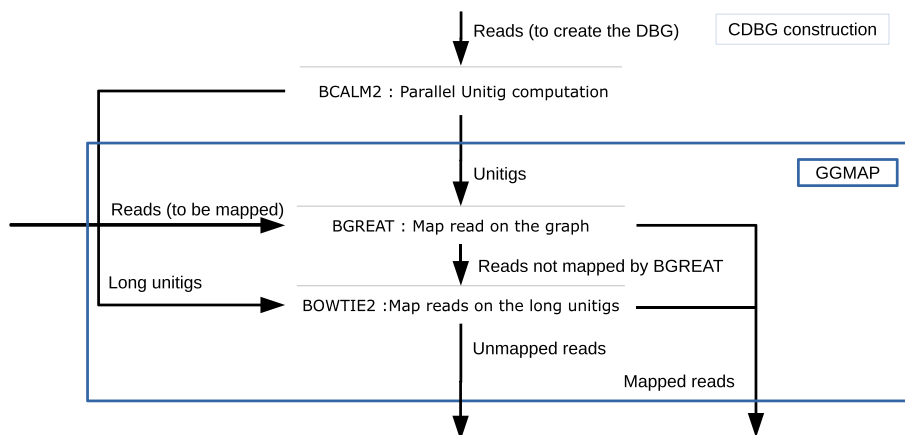 Reads (to create the DBG)
CDBG construction
BCALM2 : Parallel Unitig computation
Unitigs
GGMAP
Reads (to be mapped)
BGREAT : Map read on the graph
Reads not mapped by BGREAT
Long unitigs
BOWTIE2 :Map reads on the long unitigs
Unmapped reads
Mapped reads